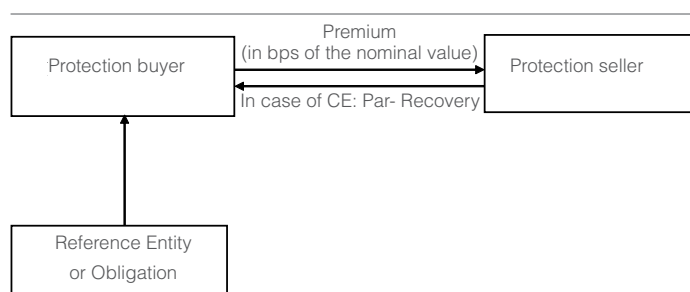 Premium
(in bps of the nominal value)
Protection buyer
Protection seller
In case of CE: Par- Recovery
Reference Entity
or Obligation